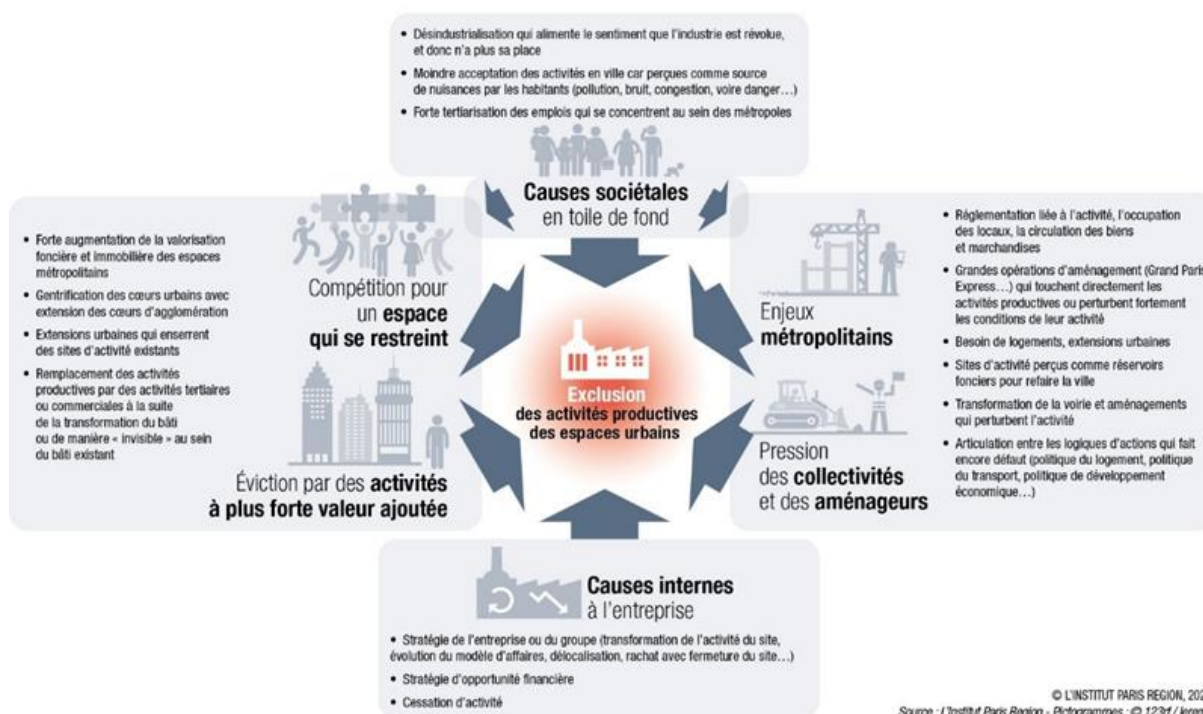 • Désindustrialisation qui alimente le sentiment que l'industrie est révolue,
et donc n'a plus sa place
• Moindre acceptation des activités en ville car perçues comme source
de nuisances par les habitants (pollution, bruit, congestion, voire danger…)
• Forte tertiarisation des emplois qui se concentrent au sein des métropoles
Causes sociétales
en toile de fond
• Forte augmentation de la valorisation
foncière et immobilière des espaces
métropolitains
• Gentrification des cœurs urbains avec
extension des cœurs d'agglomération
• Extensions urbaines qui enserrent
des sites d'activité existants
• Remplacement des activités
productives par des activités tertiaires
ou commerciales à la suite
de la transformation du bâti
ou de manière « invisible » au sein
du bâti existant
Compétition pour
un espace
qui se restreint
Éviction par des activités
à plus forte valeur ajoutée
Exclusion
des activités productives
des espaces urbains
Enjeux
métropolitains
Pression
des collectivités
et des aménageurs
• Règlementation liée à l'activité, l'occupation
des locaux, la circulation des biens
et marchandises
• Grandes opérations d'aménagement (Grand Paris
Express…) qui touchent directement les
activités productives ou perturbent fortement
les conditions de leur activité
• Besoin de logements, extensions urbaines
• Sites d'activité perçus comme réservoirs
fonciers pour refaire la ville
• Transformation de la voirie et aménagements
qui perturbent l'activité
• Articulation entre les logiques d'actions qui fait
encore défaut (politique du logement, politique
du transport, politique de développement
économique…)
Causes internes
à l'entreprise
• Stratégie de l'entreprise ou du groupe (transformation de l'activité du site,
évolution du modèle d'affaires, délocalisation, rachat avec fermeture du site…)
• Stratégie d'opportunité financière
• Cessation d'activité
© L'INSTITUT PARIS REGION,
Source : L'Institut Paris Region - Pictogrammes : © 123rf /